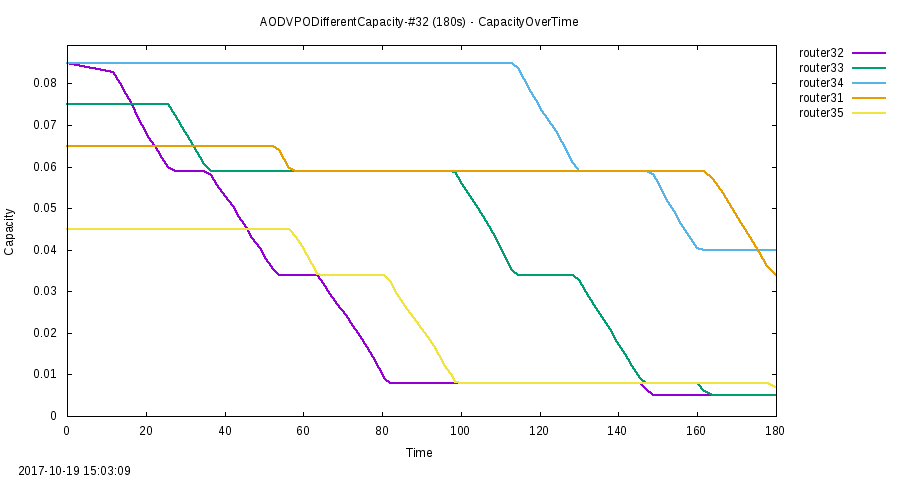 AODVPODifferentCapacity-#32 (180s) - CapacityOverTime
router32
router33
router34
router31
router35
0.08
0.07
0.06
0.05
0.04
0.03
0.02
0.01
0
Capacity
0 20 40 60 80 100 120 140 160 180
Time
2017-10-19 15:03:09